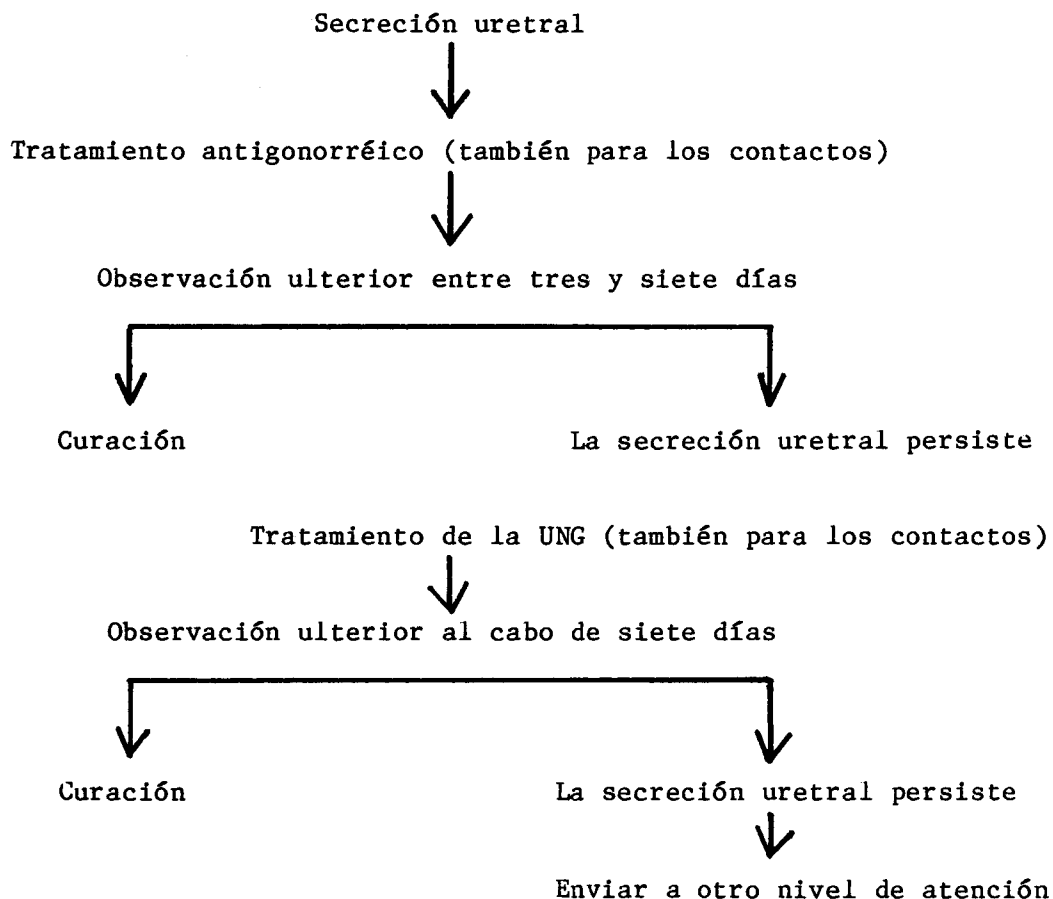 Secreción uretral
Tratamiento antigonorréico (también para los contactos)
Observación ulterior entre tres y siete días
Curación
La secreción uretral persiste
Tratamiento de la UNG (también para los contactos)
Observación ulterior al cabo de siete días
Curación
La secreción uretral persiste
Enviar a otro nivel de atención